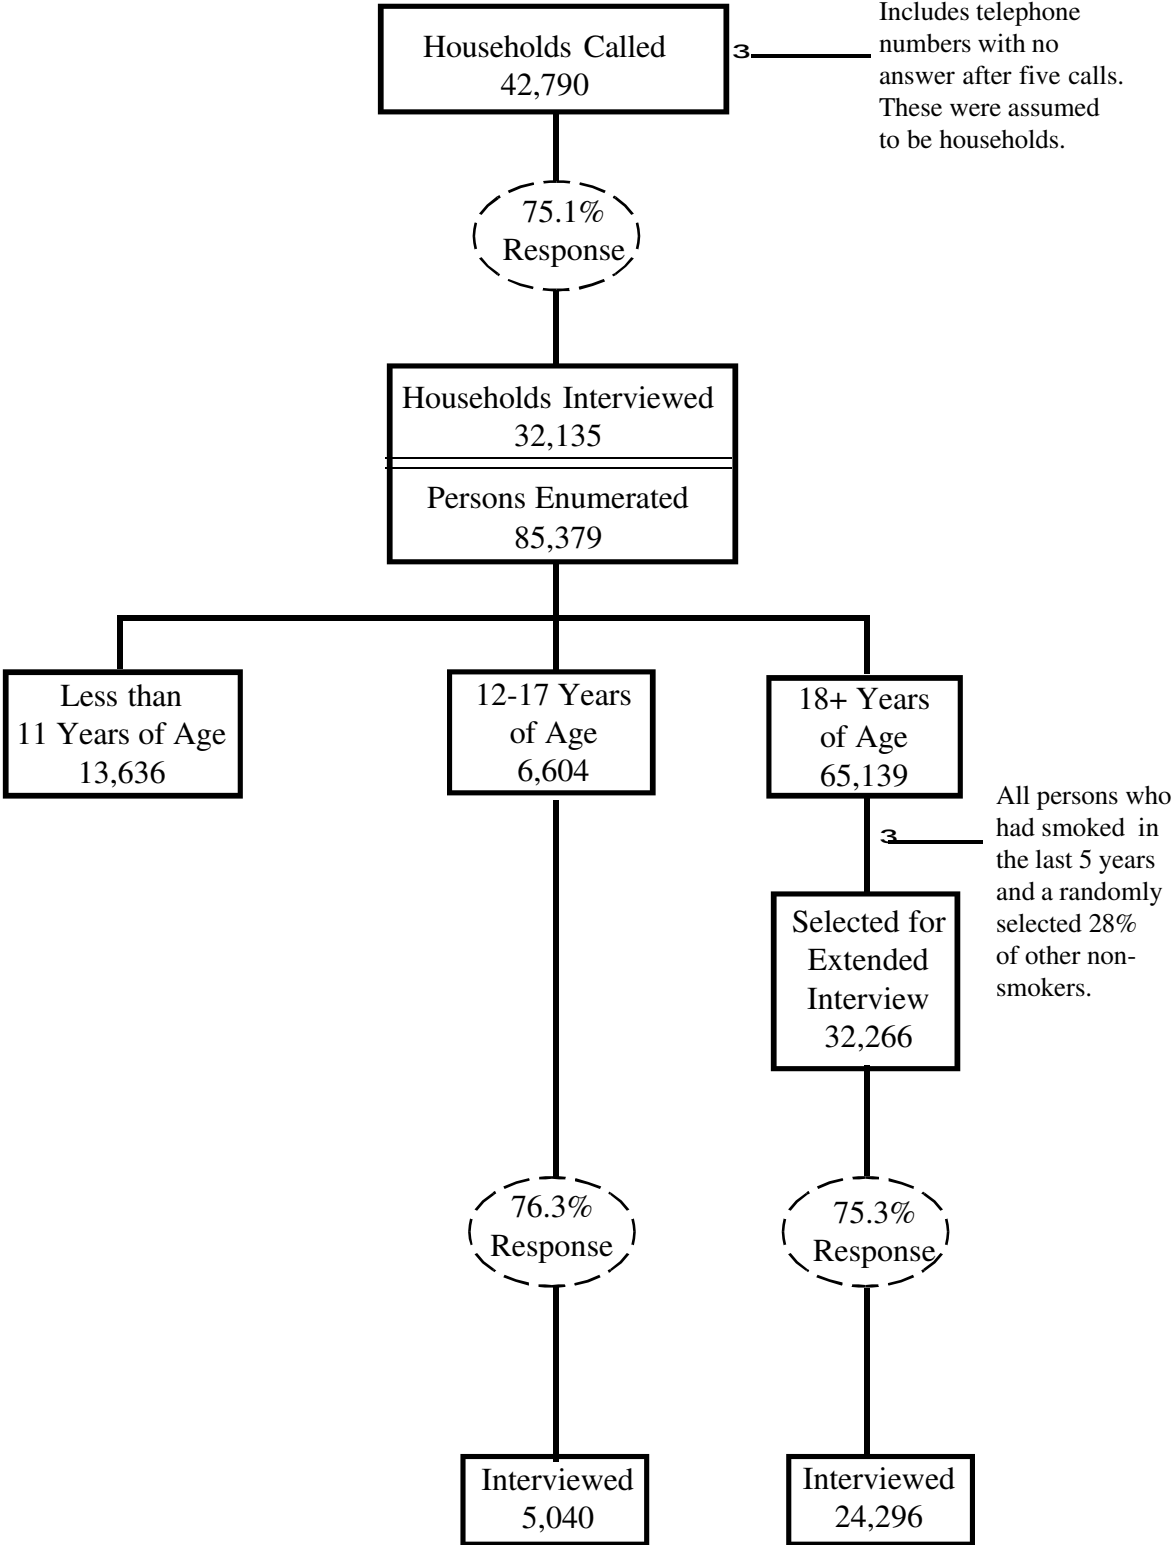 Households Called
42,790
3
Includes telephone
numbers with no
answer after five calls.
These were assumed
to be households.
75.1%
Response
Households Interviewed
32,135
Persons Enumerated
85,379
Less than
11 Years of Age
13,636
12-17 Years
of Age
6,604
18+ Years
of Age
65,139
3
All persons who
had smoked in
the last 5 years
and a randomly
selected 28%
of other non-
smokers.
Selected for
Extended
Interview
32,266
76.3%
Response
75.3%
Response
Interviewed
5,040
Interviewed
24,296